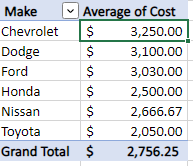 Make Average of Cost
Chevrolet $ 3,250.00
Dodge $ 3,100.00
Ford $ 3,030.00
Honda $ 2,500.00
Nissan $ 2,666.67
Toyota $ 2,050.00
Grand Total $ 2,756.25